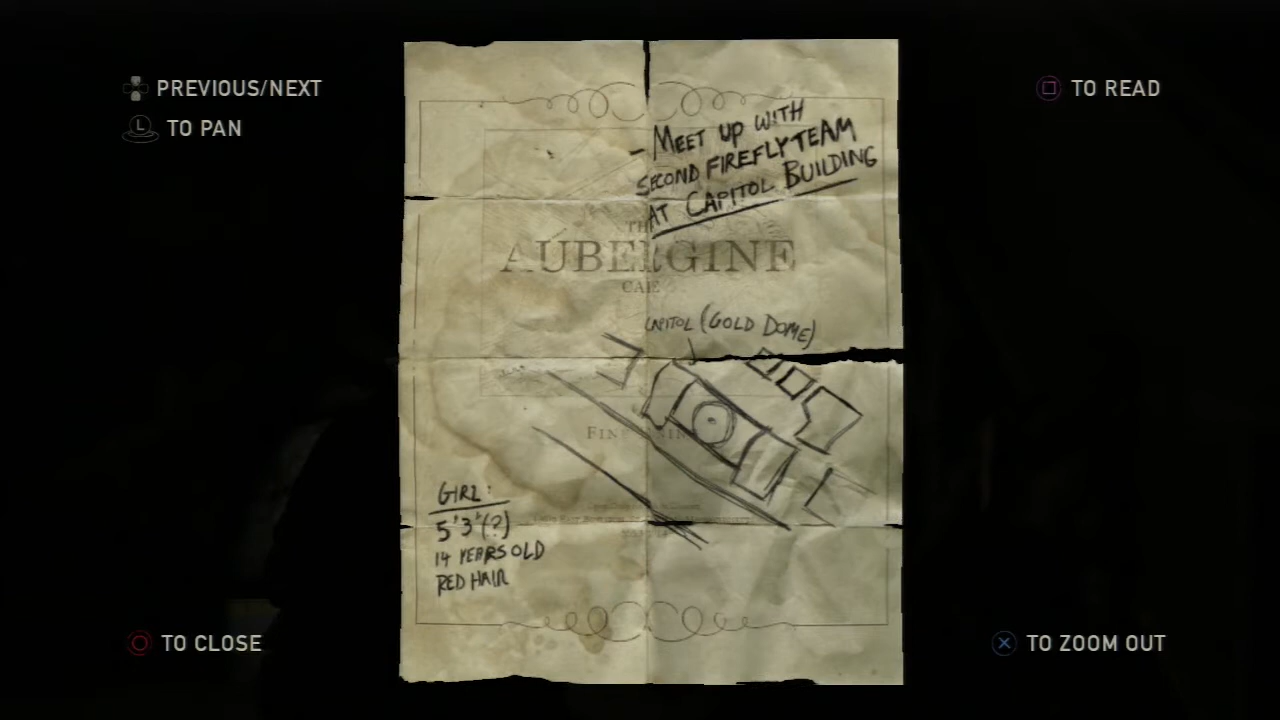 PREVIOUS/NEXT
TO PAN
TO READ
- MEET UP WITH
SECOND FIREFLY TEAM
AT CAPITOL BUILDING
THE
AUBERGINE
CAFE
CAPITOL (GOLD DOME)
FINE DINING
GIRL:
5'3"(?)
14 YEARS OLD
RED HAIR
TO CLOSE
TO ZOOM OUT